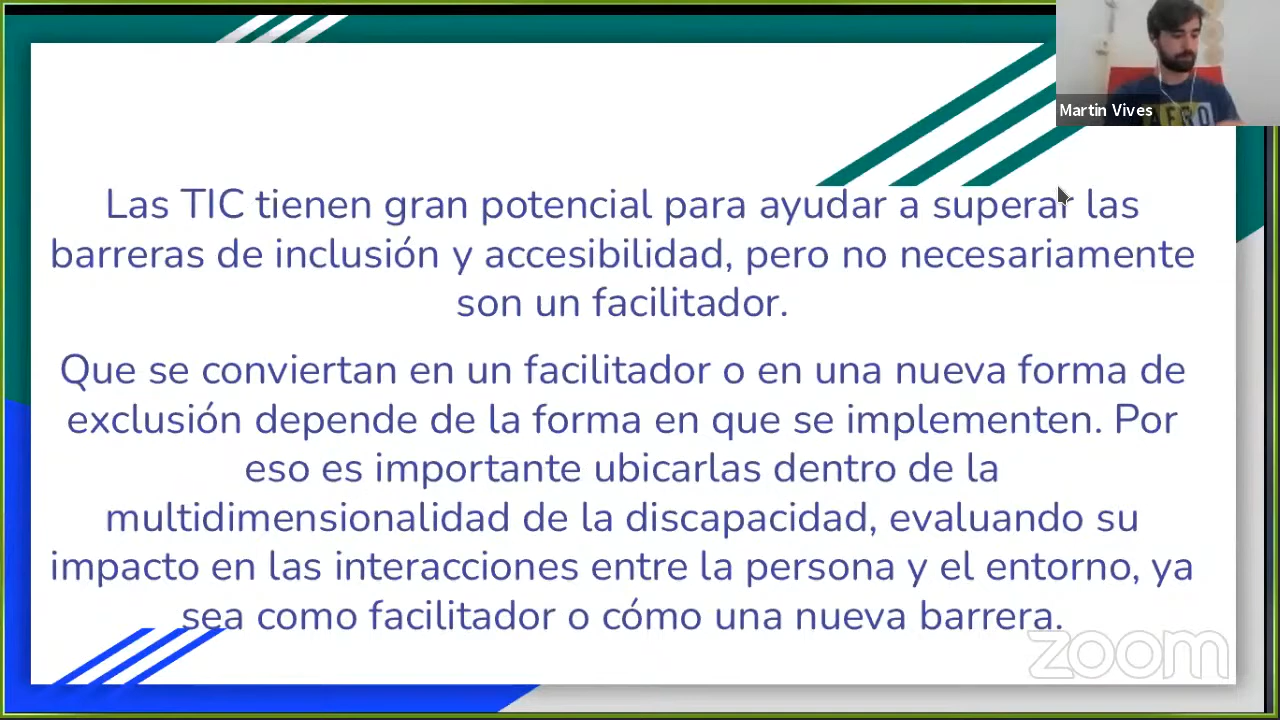 Martin Vives
Las TIC tienen gran potencial para ayudar a superar las
barreras de inclusión y accesibilidad, pero no necesariamente
son un facilitador.
Que se conviertan en un facilitador o en una nueva forma de
exclusión depende de la forma en que se implementen. Por
eso es importante ubicarlas dentro de la
multidimensionalidad de la discapacidad, evaluando su
impacto en las interacciones entre la persona y el entorno, ya
sea como facilitador o cómo una nueva barrera.
zoom